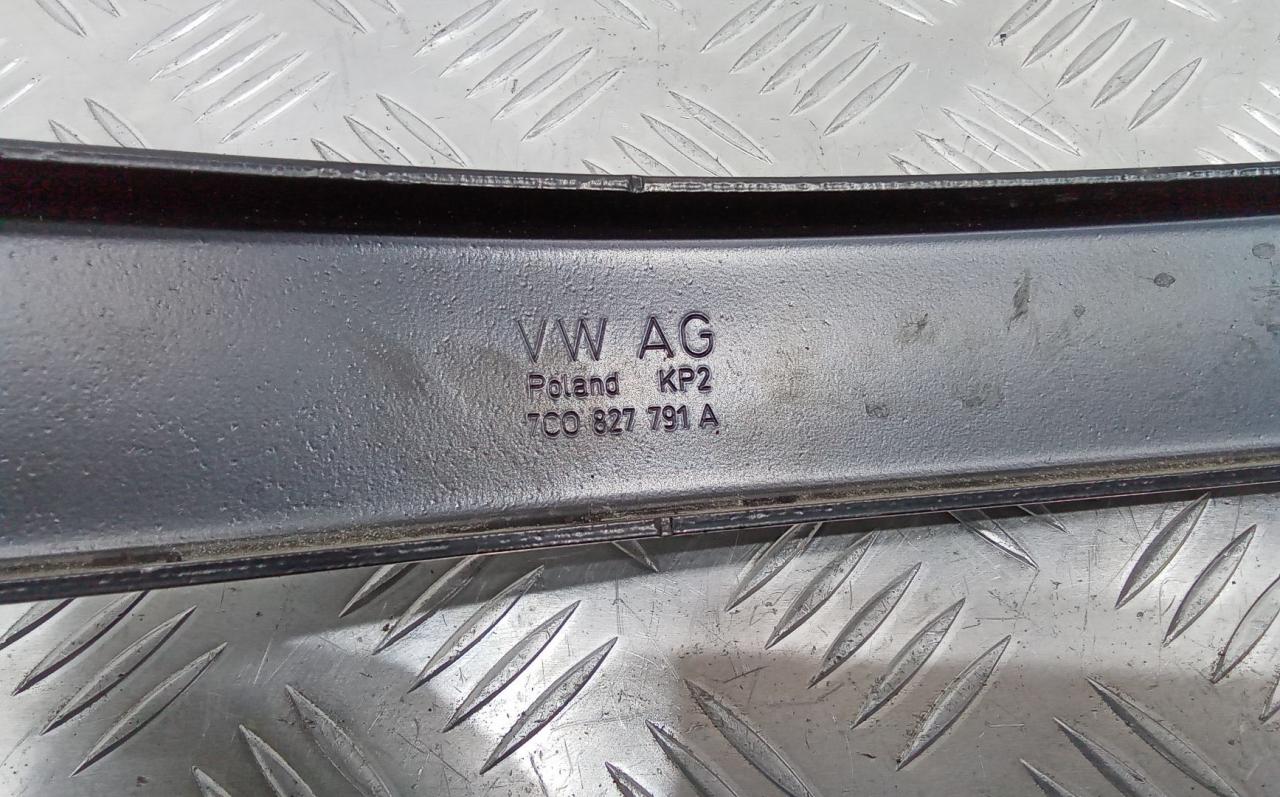 VW AG
Poland KP2
7C0 827 791 A